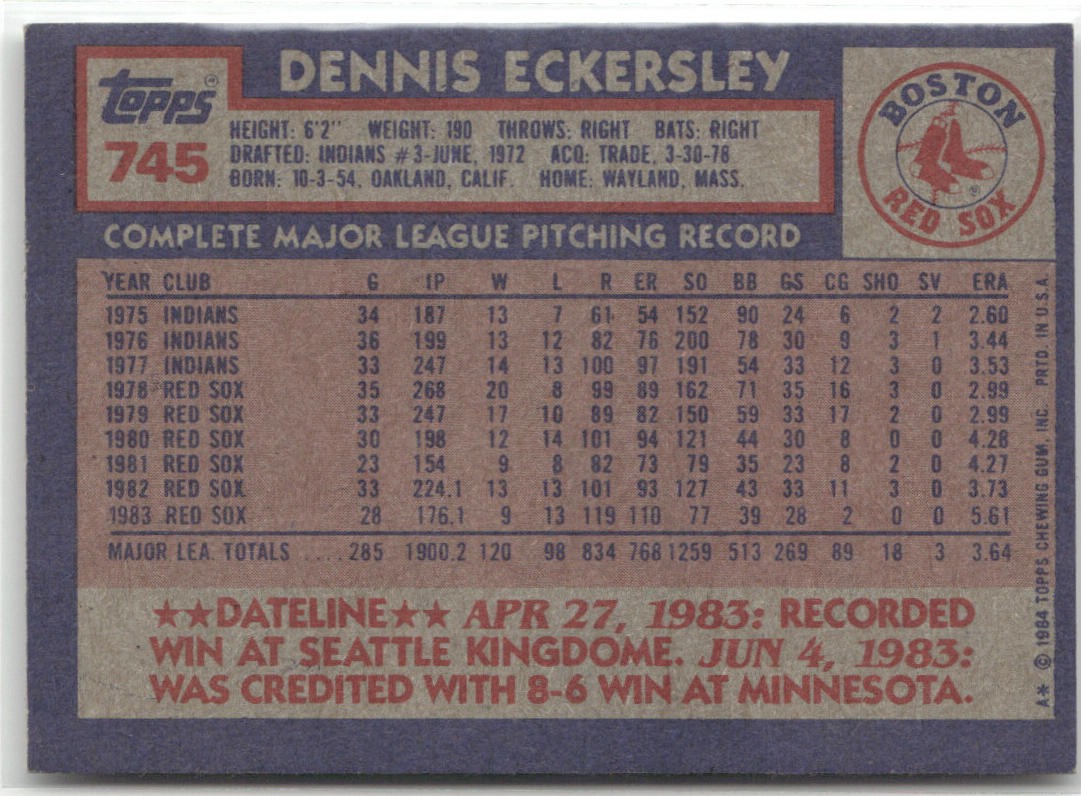 DENNIS ECKERSLEY
Topps
745
HEIGHT: 6'2" WEIGHT: 190 THROWS: RIGHT BATS: RIGHT
DRAFTED: INDIANS #3-JUNE, 1972 ACQ: TRADE, 3-30-78
BORN: 10-3-54, OAKLAND, CALIF. HOME: WAYLAND, MASS.
BOSTON
RED SOX
COMPLETE MAJOR LEAGUE PITCHING RECORD
YEAR CLUB G IP W L R ER SO BB GS CG SHO SV ERA
1975 INDIANS 34 187 13 7 61 54 152 90 24 6 2 2 2.60
1976 INDIANS 36 199 13 12 82 76 200 78 30 9 3 1 3.44
1977 INDIANS 33 247 14 13 100 97 191 54 33 12 3 0 3.53
1978 RED SOX 35 268 20 8 99 89 162 71 35 16 3 0 2.99
1979 RED SOX 33 247 17 10 89 82 150 59 33 17 2 0 2.99
1980 RED SOX 30 198 12 14 101 94 121 44 30 8 0 0 4.28
1981 RED SOX 23 154 9 8 82 73 79 35 23 8 2 0 4.27
1982 RED SOX 33 224.1 13 13 101 93 127 43 33 11 3 0 3.73
1983 RED SOX 28 176.1 9 13 119 110 77 39 28 2 0 0 5.61
MAJOR LEA. TOTALS ....285 1900.2 120 98 834 768 1259 513 269 89 18 3 3.64
★★DATELINE★★ APR 27, 1983: RECORDED
WIN AT SEATTLE KINGDOME. JUN 4, 1983:
WAS CREDITED WITH 8-6 WIN AT MINNESOTA.
A* © 1984 TOPPS CHEWING GUM, INC. PRTD. IN U.S.A.